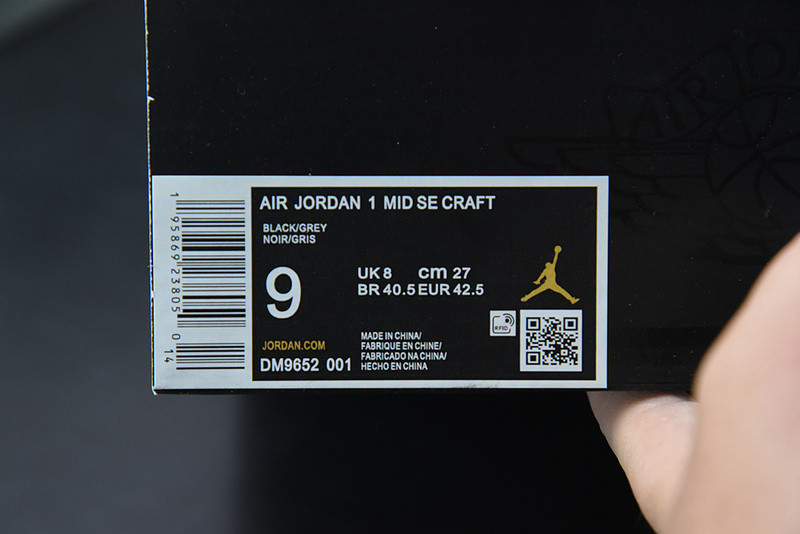 AIR JORDAN 1 MID SE CRAFT
BLACK/GREY
NOIR/GRIS
9
UK 8 cm 27
BR 40.5 EUR 42.5
JORDAN.COM
DM9652 001
MADE IN CHINA/
FABRIQUE EN CHINE/
FABRICADO NA CHINA/
HECHO EN CHINA
RFID
1 95869 23805 0 14
AIR JORDAN